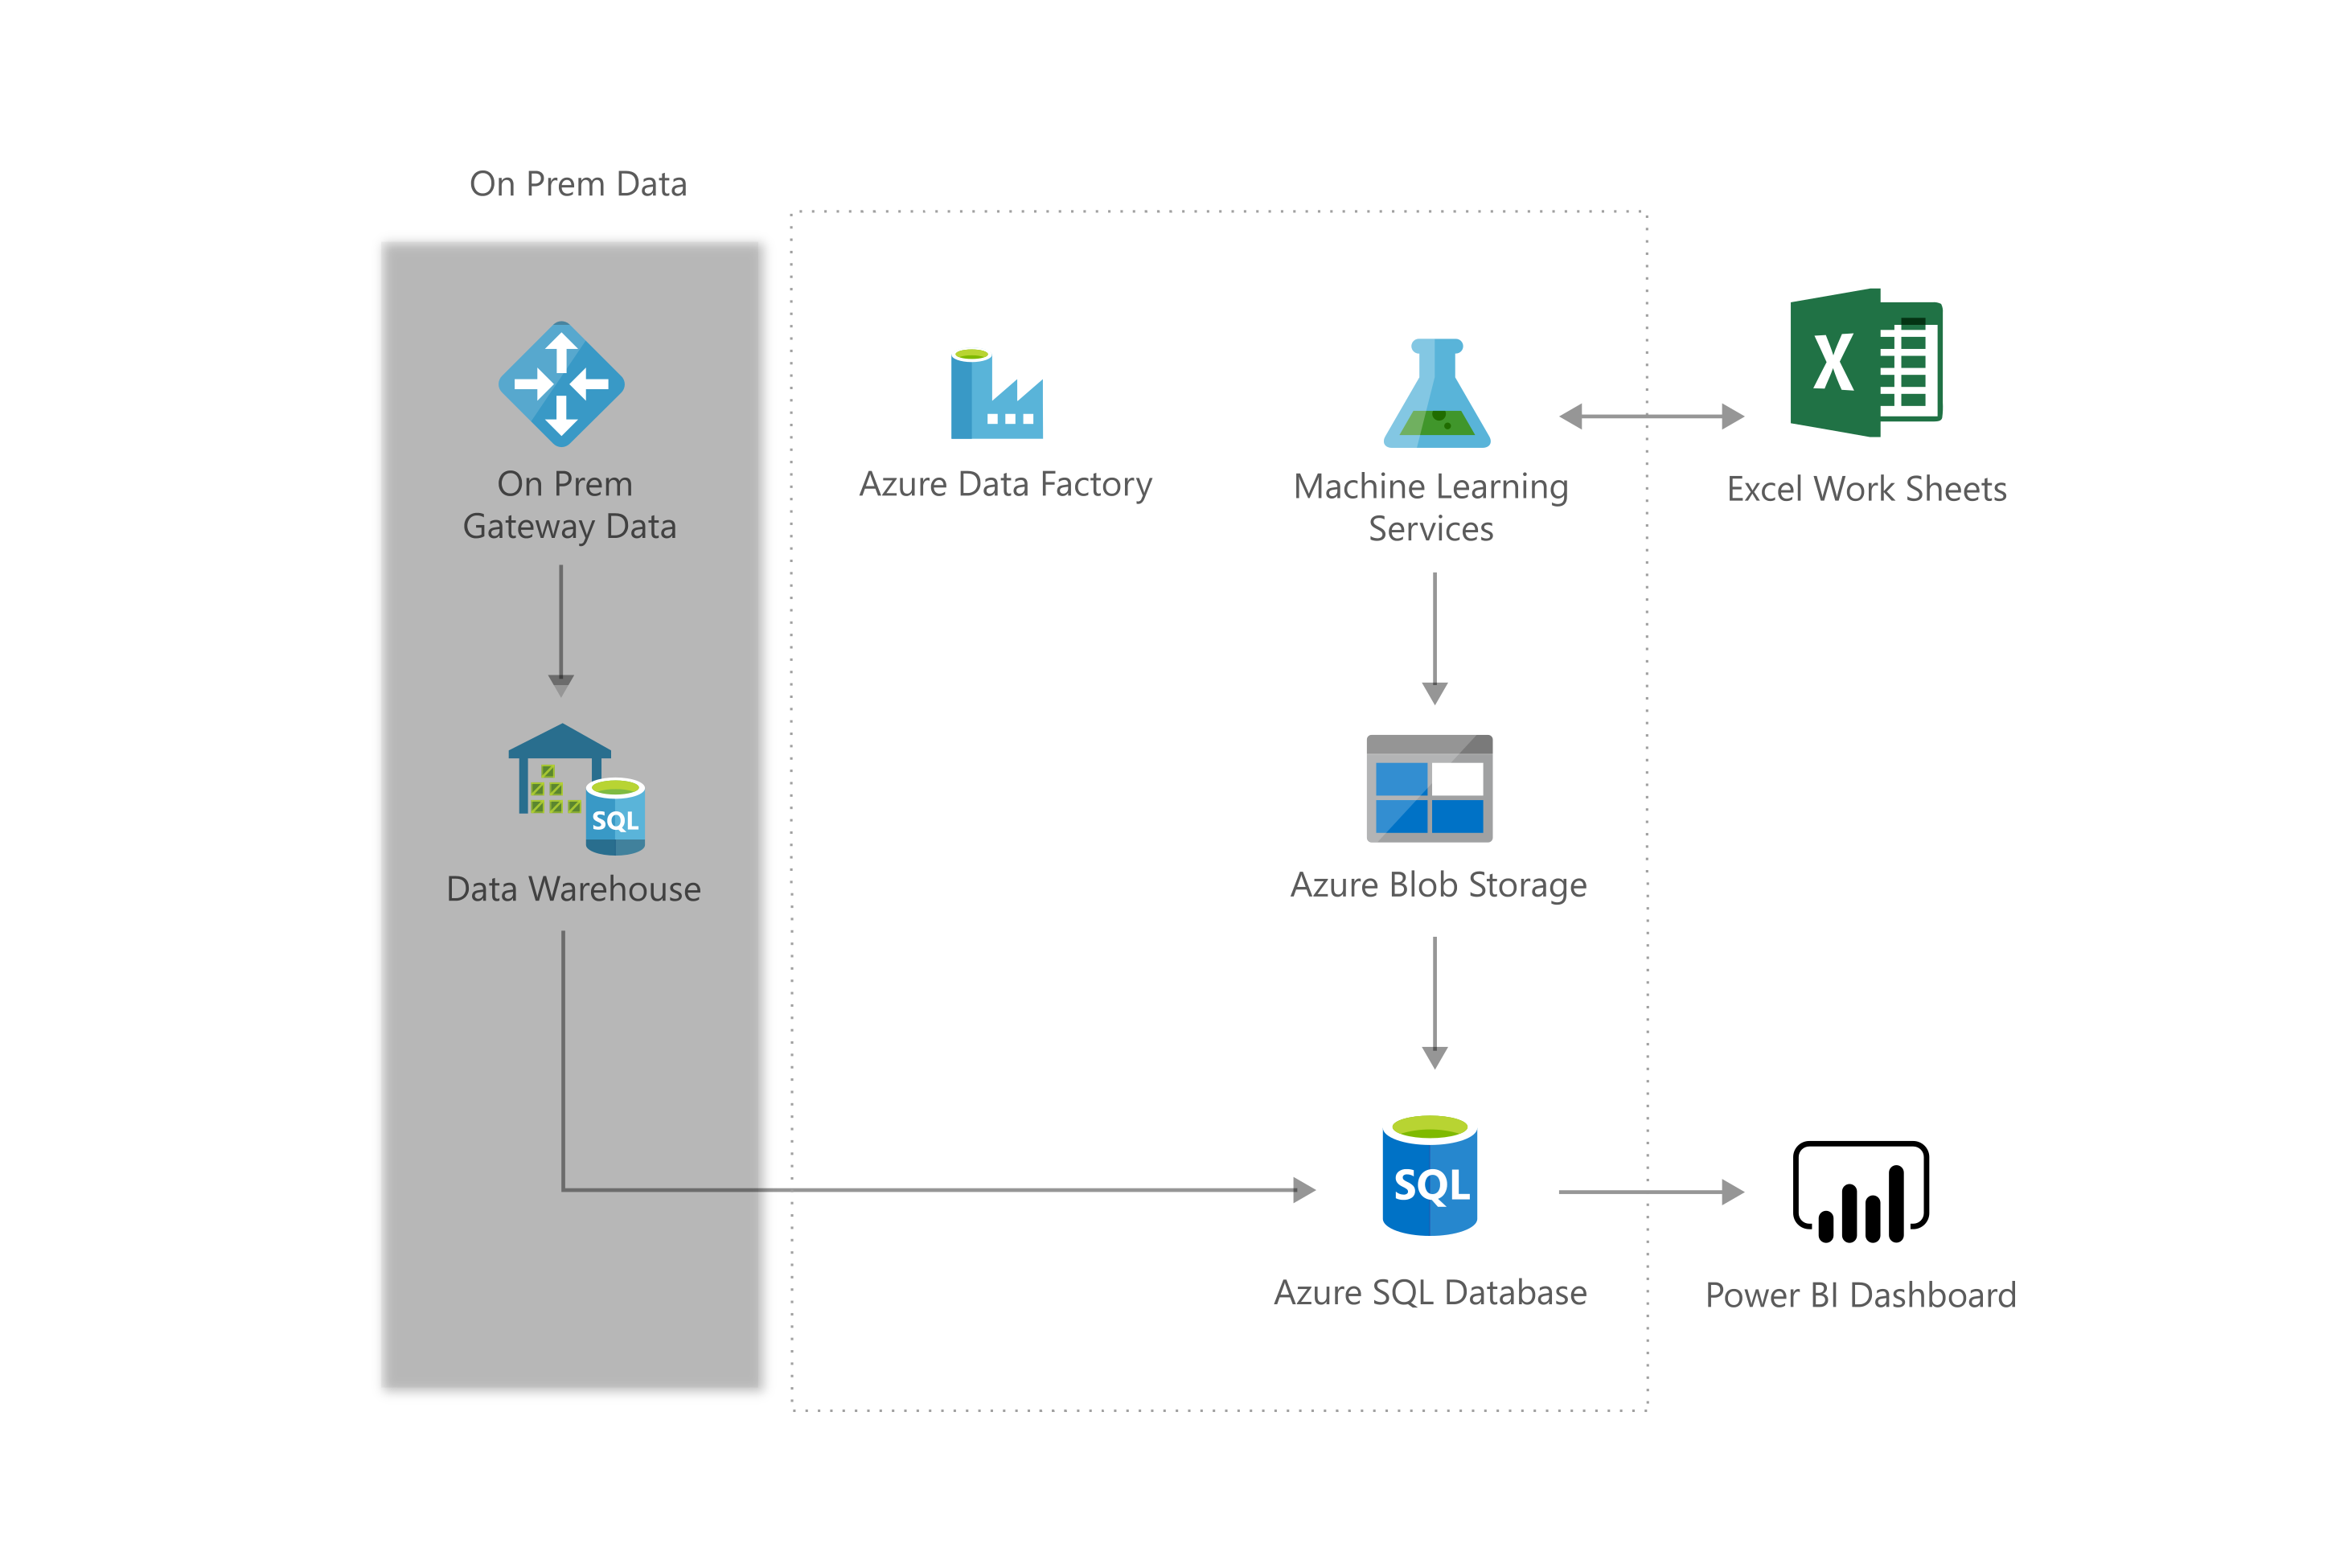 On Prem Data
On Prem
Gateway Data
SQL
Data Warehouse
Azure Data Factory
Machine Learning
Services
X
Excel Work Sheets
Azure Blob Storage
SQL
Azure SQL Database
Power BI Dashboard